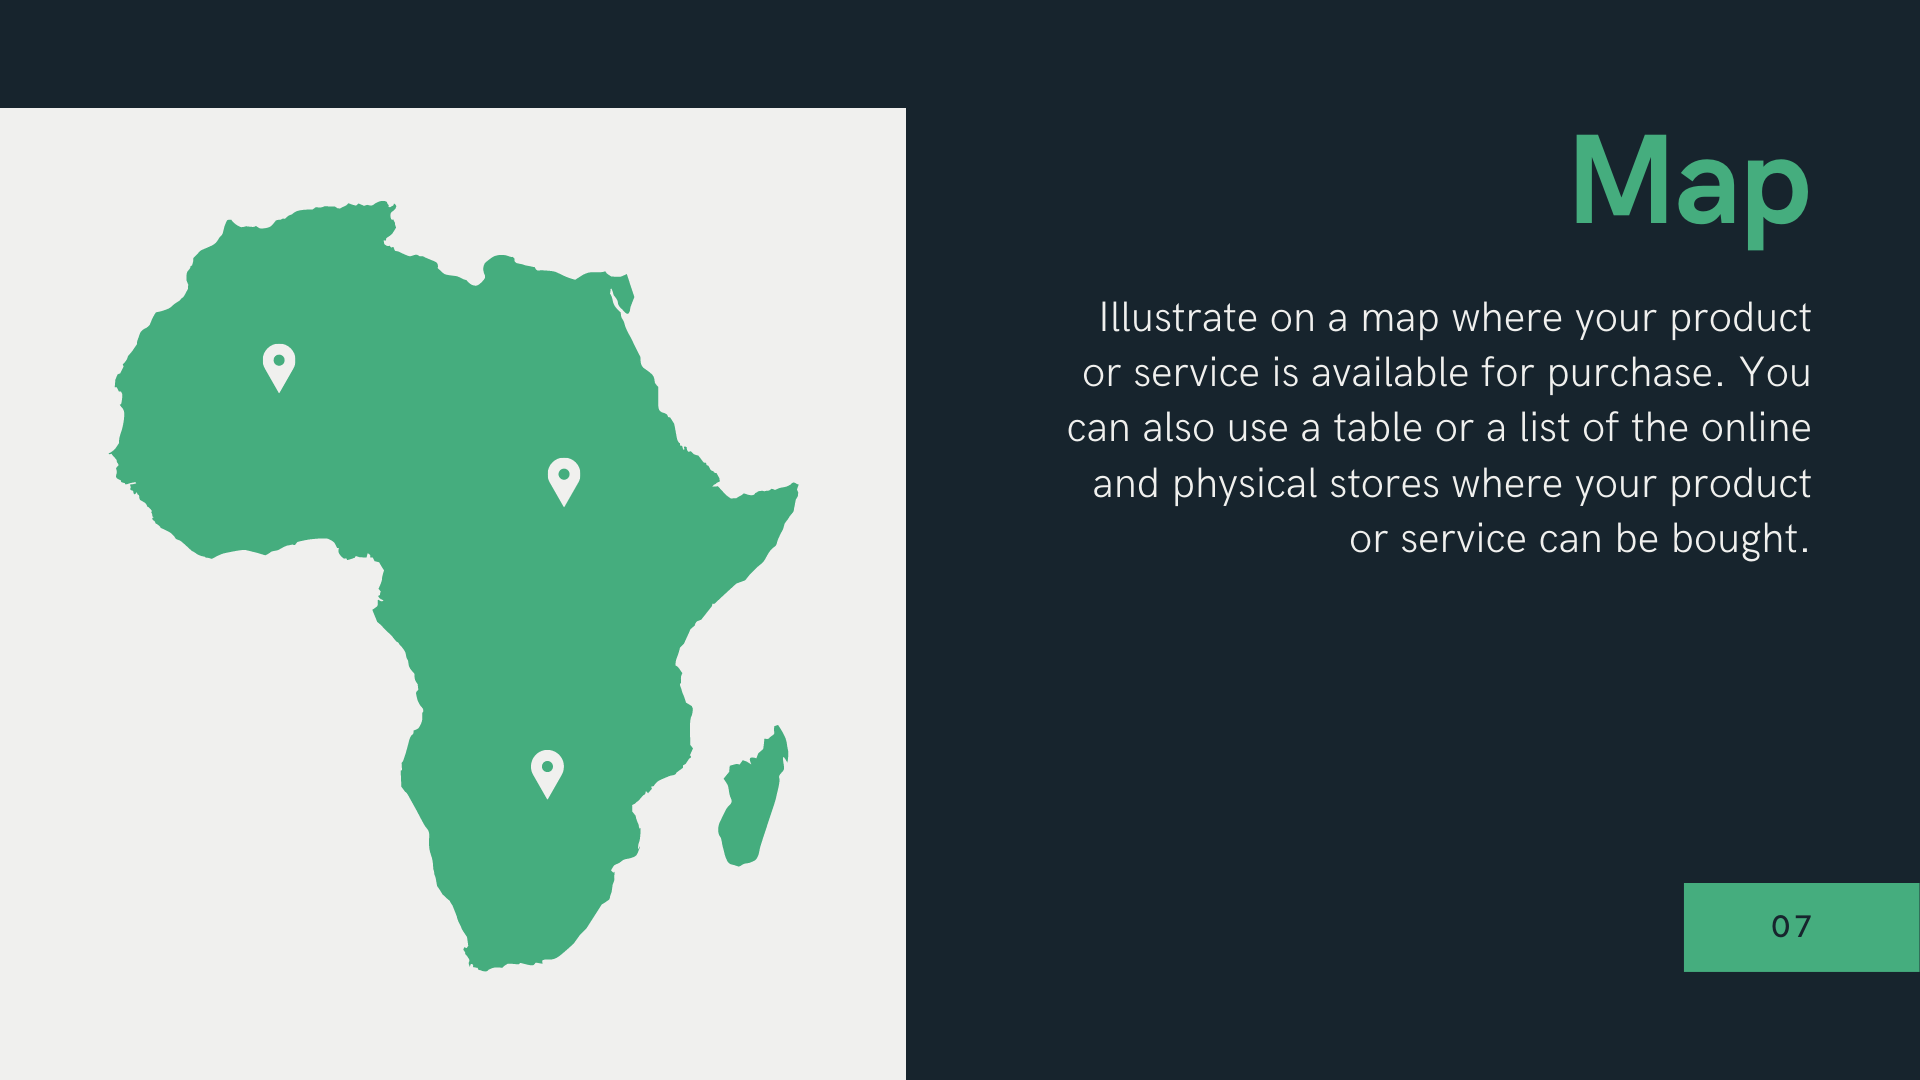 Map
Illustrate on a map where your product
or service is available for purchase. You
can also use a table or a list of the online
and physical stores where your product
or service can be bought.
07